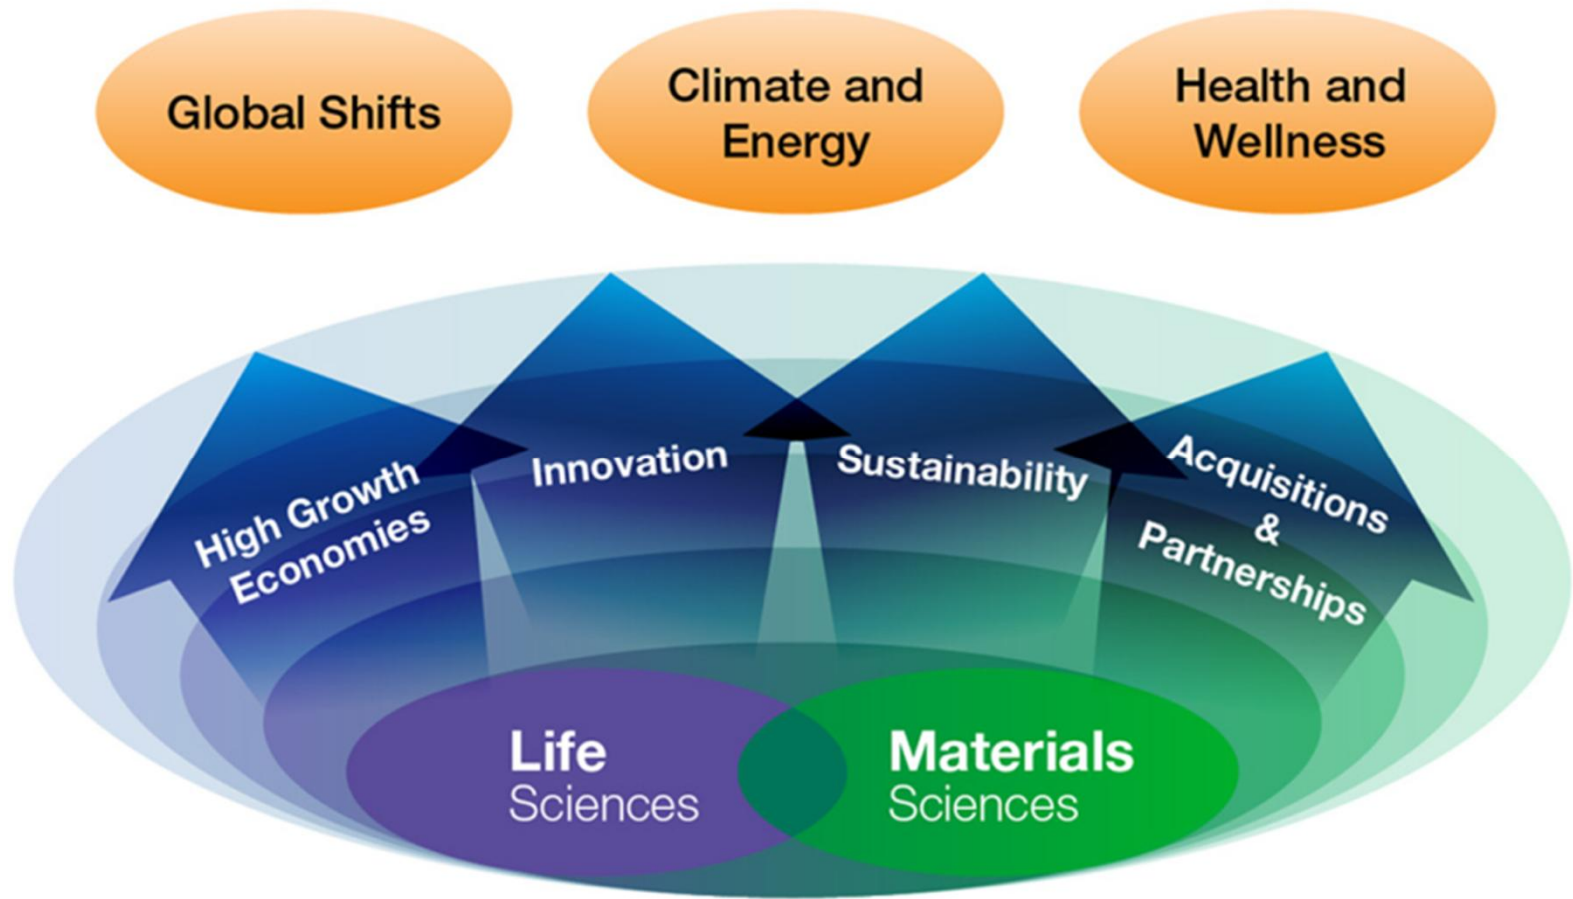 Global Shifts
Climate and
Energy
Health and
Wellness
High Growth
Economies
Innovation
Sustainability
Acquisitions
&
Partnerships
Life
Sciences
Materials
Sciences